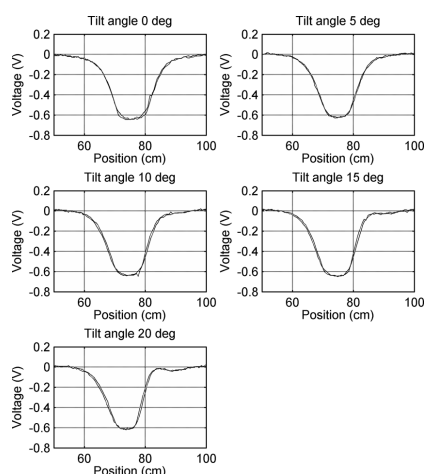 Tilt angle 0 deg
0.2
0
-0.2
-0.4
-0.6
-0.8
Voltage (V)
60 80 100
Position (cm)
Tilt angle 5 deg
0.2
0
-0.2
-0.4
-0.6
-0.8
Voltage (V)
60 80 100
Position (cm)
Tilt angle 10 deg
0.2
0
-0.2
-0.4
-0.6
-0.8
Voltage (V)
60 80 100
Position (cm)
Tilt angle 15 deg
0.2
0
-0.2
-0.4
-0.6
-0.8
Voltage (V)
60 80 100
Position (cm)
Tilt angle 20 deg
0.2
0
-0.2
-0.4
-0.6
-0.8
Voltage (V)
60 80 100
Position (cm)